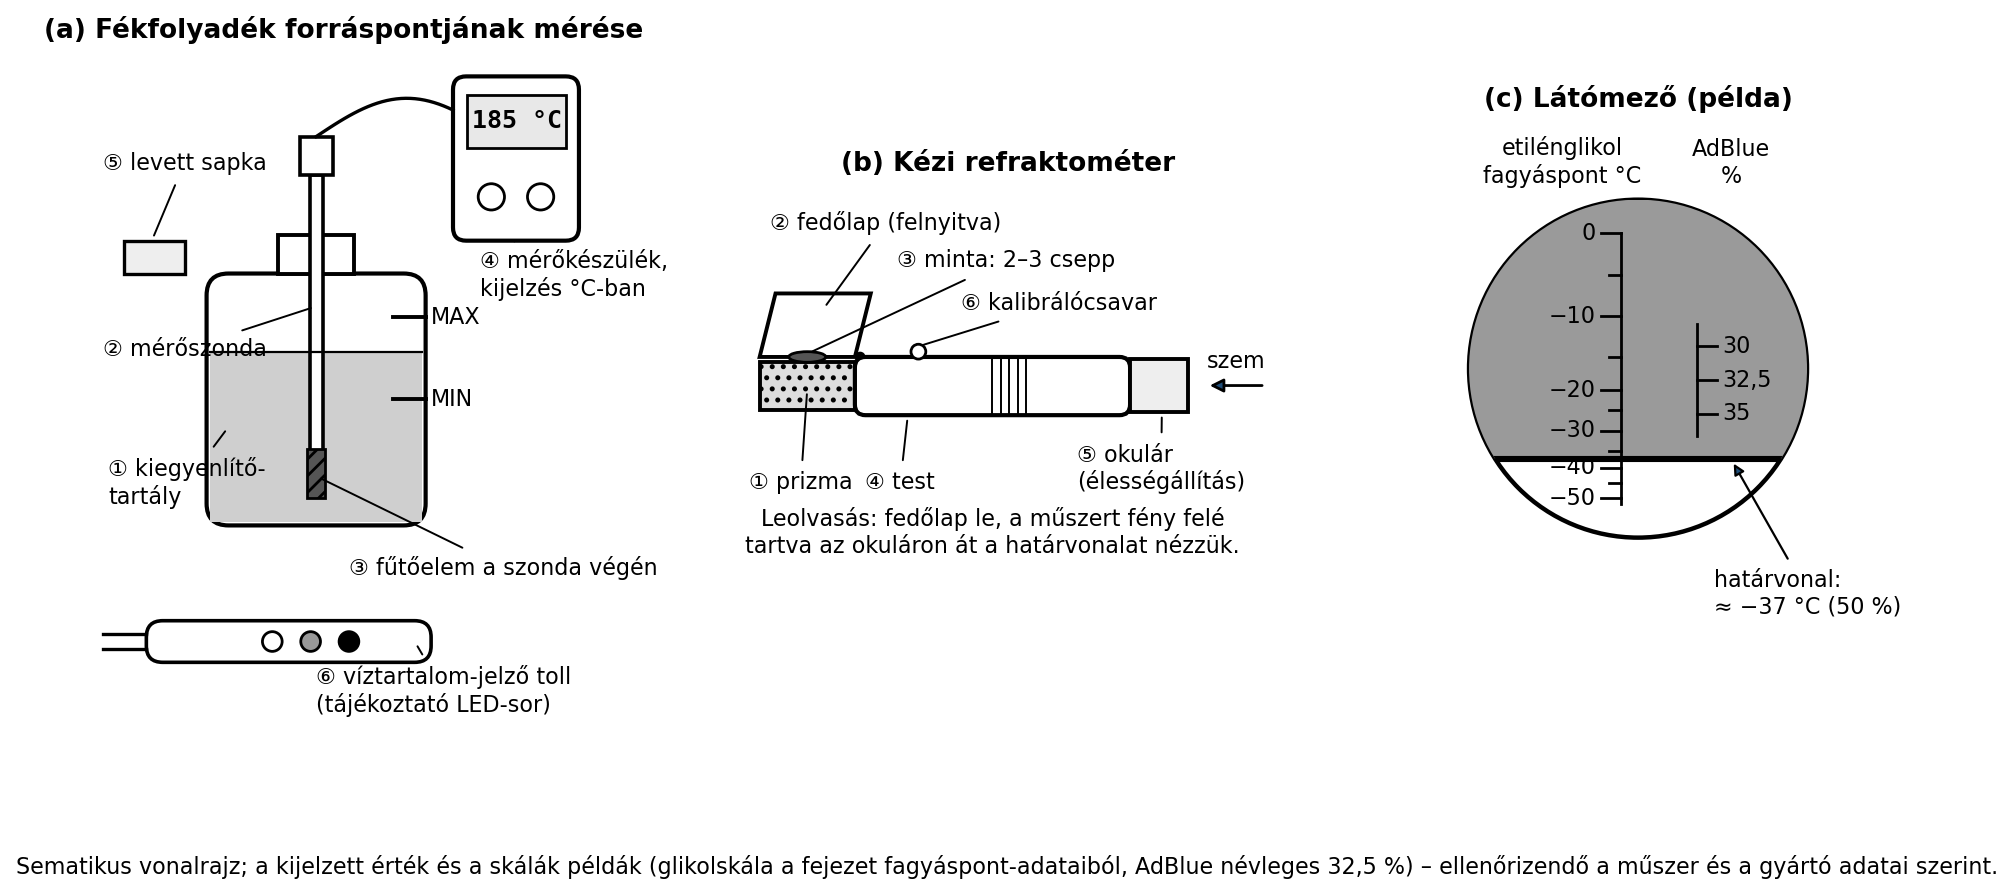 (a) Fékfolyadék forráspontjának mérése
185 °C
⑤ levett sapka
④ mérőkészülék,
kijelzés °C-ban
MAX
② mérőszonda
MIN
① kiegyenlítő-
tartály
③ fűtőelem a szonda végén
⑥ víztartalom-jelző toll
(tájékoztató LED-sor)
(b) Kézi refraktométer
② fedőlap (felnyitva)
③ minta: 2–3 csepp
⑥ kalibrálócsavar
szem
⑤ okulár
(élességállítás)
① prizma
④ test
Leolvasás: fedőlap le, a műszert fény felé
tartva az okuláron át a határvonalat nézzük.
(c) Látómező (példa)
etilénglikol
fagyáspont °C
AdBlue
%
0
−10
−20
−30
−40
−50
30
32,5
35
határvonal:
≈ −37 °C (50 %)
Sematikus vonalrajz; a kijelzett érték és a skálák példák (glikolskála a fejezet fagyáspont-adataiból, AdBlue névleges 32,5 %) – ellenőrizendő a műszer és a gyártó adatai szerint.